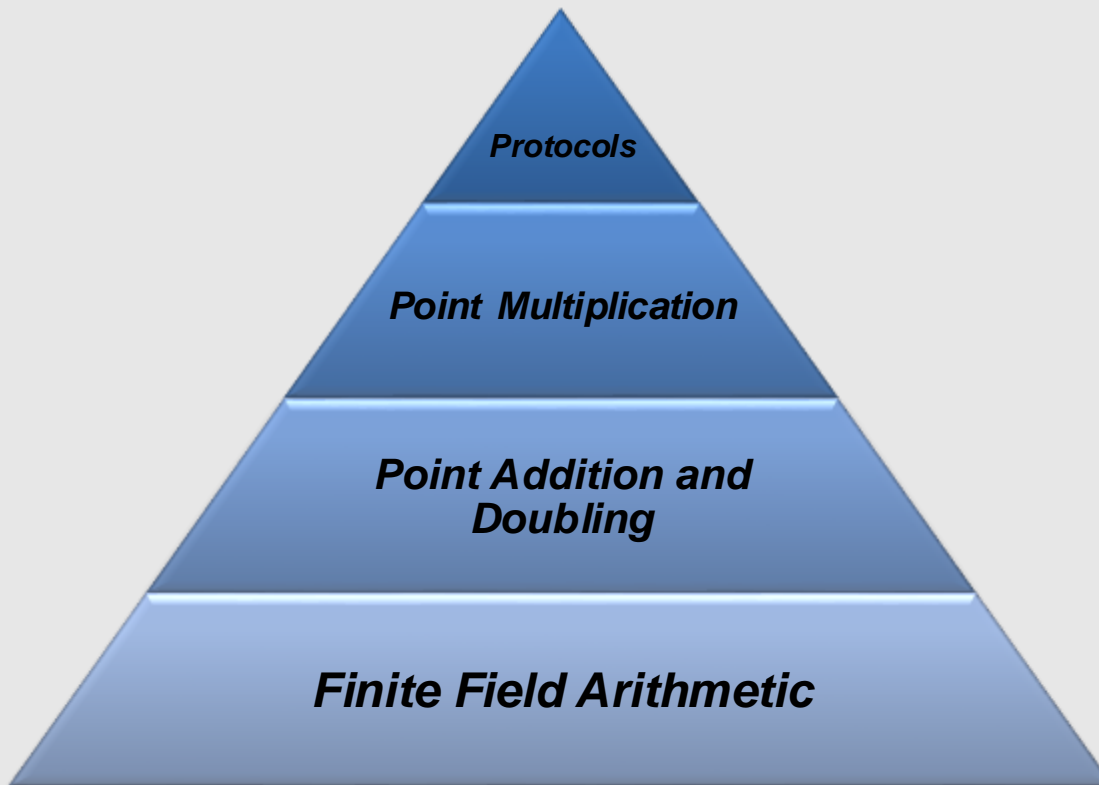 Protocols
Point Multiplication
Point Addition and
Doubling
Finite Field Arithmetic